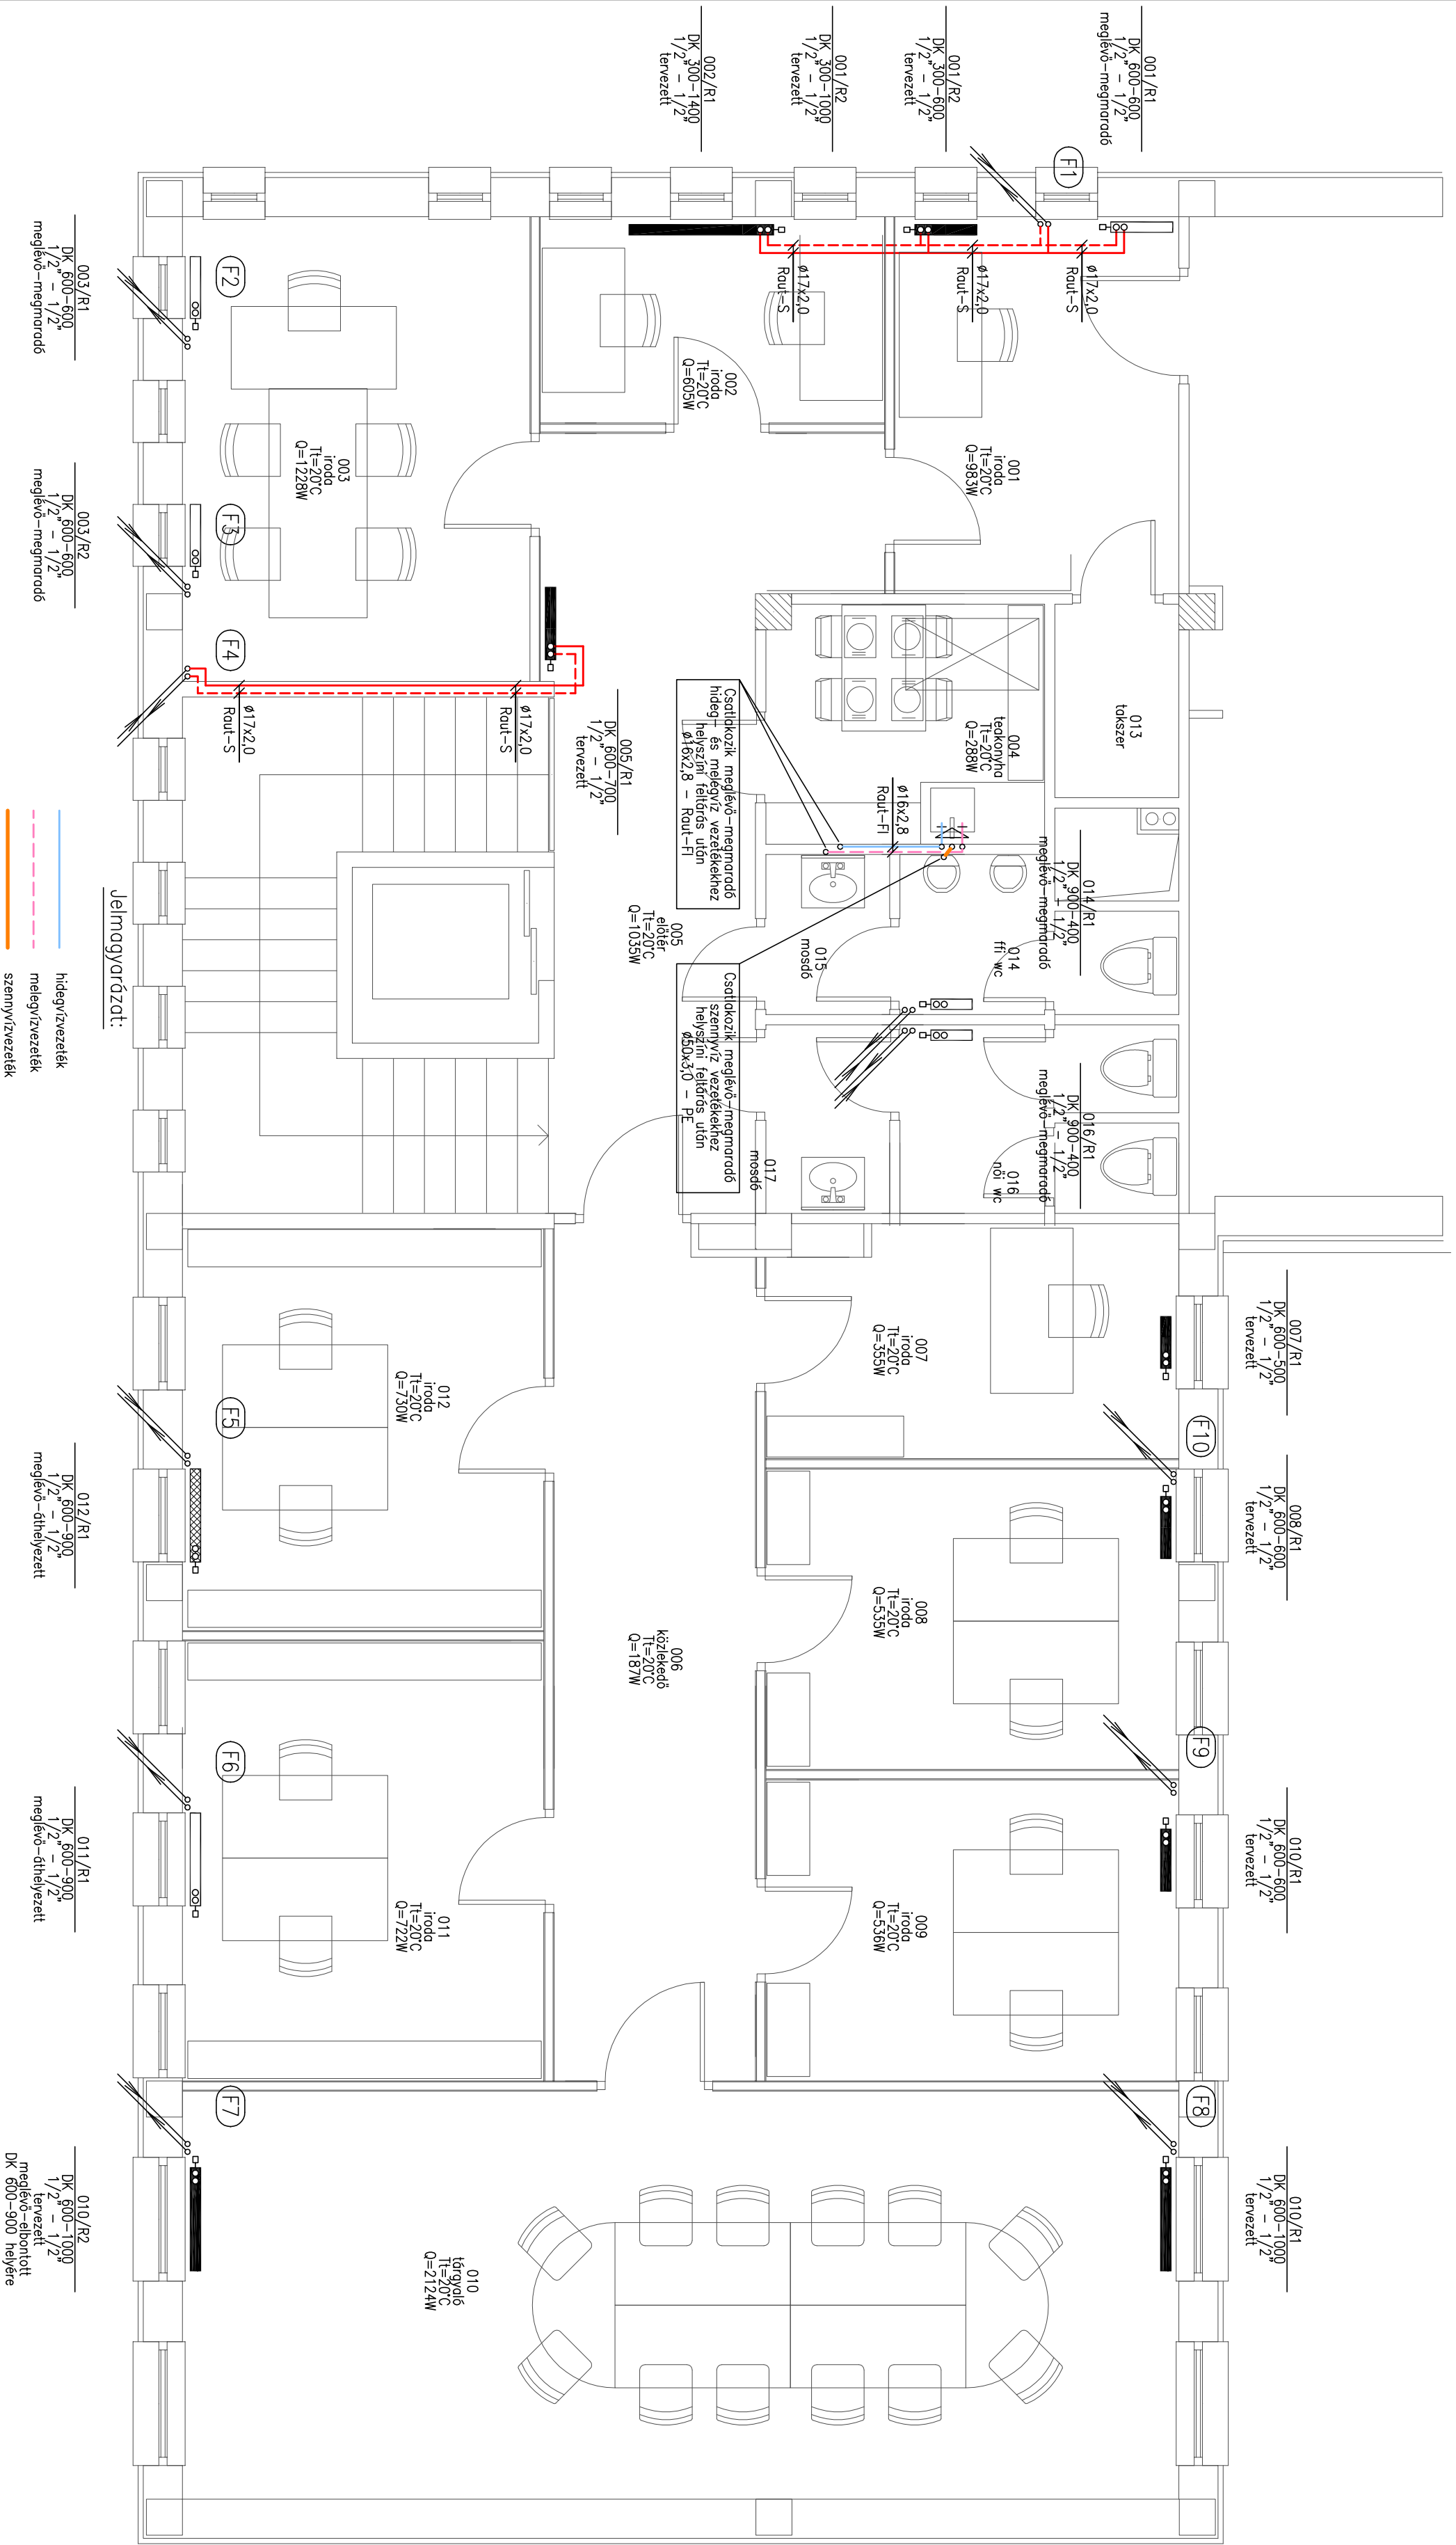 001/R1
DK 600-600
1/2" - 1/2"
meglévő-megmaradó
001/R2
DK 300-600
1/2" - 1/2"
tervezett
001/R2
DK 300-1000
1/2" - 1/2"
tervezett
002/R1
DK 300-1400
1/2" - 1/2"
tervezett
F1
ø17x2,0
Raut-S
ø17x2,0
Raut-S
ø17x2,0
Raut-S
001
iroda
Tt=20°C
Q=983W
002
iroda
Tt=20°C
Q=605W
003
iroda
Tt=20°C
Q=1228W
F2
003/R1
DK 600-600
1/2" - 1/2"
meglévő-megmaradó
F3
003/R2
DK 600-600
1/2" - 1/2"
meglévő-megmaradó
F4
ø17x2,0
Raut-S
ø17x2,0
Raut-S
005/R1
DK 600-700
1/2" - 1/2"
tervezett
013
takszer
004
teakonyha
Tt=20°C
Q=288W
ø16x2,8
Raut-Fl
Csatlakozik meglévő-megmaradó
hideg- és melegvíz vezetékekhez
helyszíni feltárás után
ø16x2,8 - Raut-Fl
014/R1
DK 900-400
1/2" - 1/2"
meglévő-megmaradó
014
ffi wc
015
mosdó
005
előtér
Tt=20°C
Q=1035W
Csatlakozik meglévő-megmaradó
szennyvíz vezetékekhez
helyszíni feltárás után
ø50x3,0 - PE
016/R1
DK 900-400
1/2" - 1/2"
meglévő-megmaradó
016
női wc
017
mosdó
007/R1
DK 600-500
1/2" - 1/2"
tervezett
007
iroda
Tt=20°C
Q=355W
F10
008/R1
DK 600-600
1/2" - 1/2"
tervezett
008
iroda
Tt=20°C
Q=535W
F9
010/R1
DK 600-600
1/2" - 1/2"
tervezett
009
iroda
Tt=20°C
Q=536W
F8
010/R1
DK 600-1000
1/2" - 1/2"
tervezett
006
közlekedő
Tt=20°C
Q=187W
012
iroda
Tt=20°C
Q=730W
F5
012/R1
DK 600-900
1/2" - 1/2"
meglévő-áthelyezett
011
iroda
Tt=20°C
Q=722W
F6
011/R1
DK 600-900
1/2" - 1/2"
meglévő-áthelyezett
F7
010/R2
DK 600-1000
1/2" - 1/2"
tervezett
meglévő-elbontott
DK 600-900 helyére
010
tárgyaló
Tt=20°C
Q=2124W
Jelmagyarázat:
hidegvízvezeték
melegvízvezeték
szennyvízvezeték